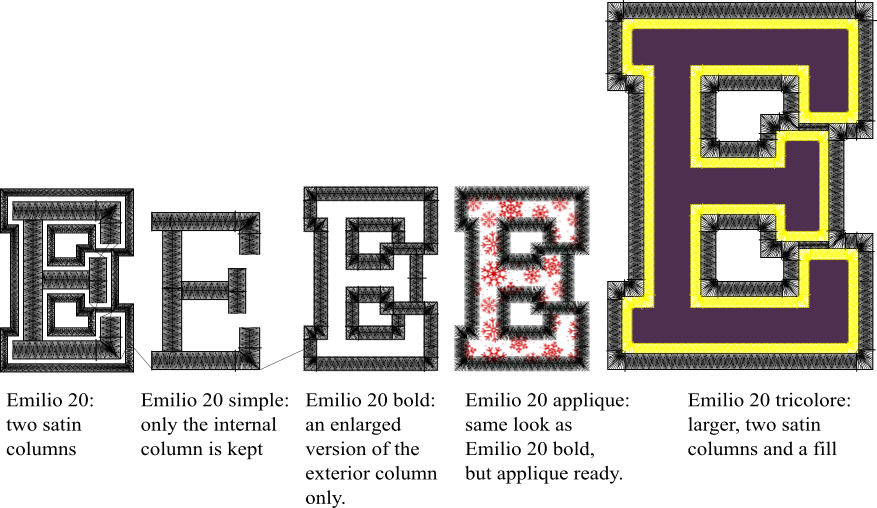 E E E E E
Emilio 20:
two satin
columns
Emilio 20 simple:
only the internal
column is kept
Emilio 20 bold:
an enlarged
version of the
exterior column
only.
Emilio 20 applique:
same look as
Emilio 20 bold,
but applique ready.
Emilio 20 tricolore:
larger, two satin
columns and a fill